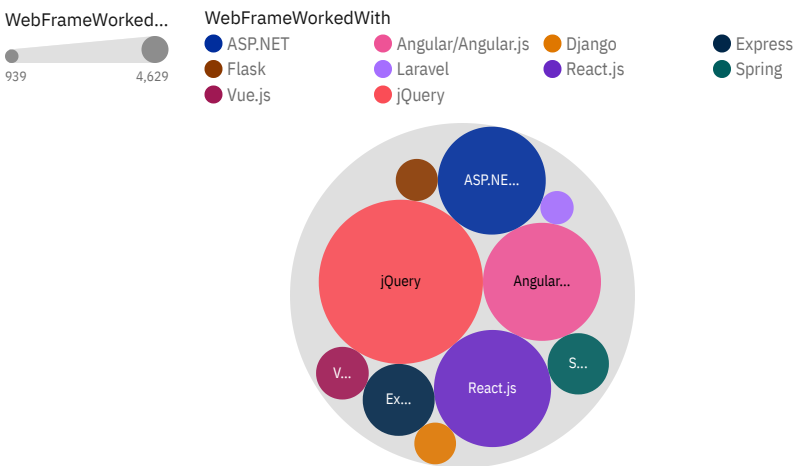 WebFrameWorked...
939
4,629
WebFrameWorkedWith
ASP.NET
Angular/Angular.js
Django
Express
Flask
Laravel
React.js
Spring
Vue.js
jQuery
ASP.NE...
jQuery
Angular...
S...
V...
React.js
Ex...